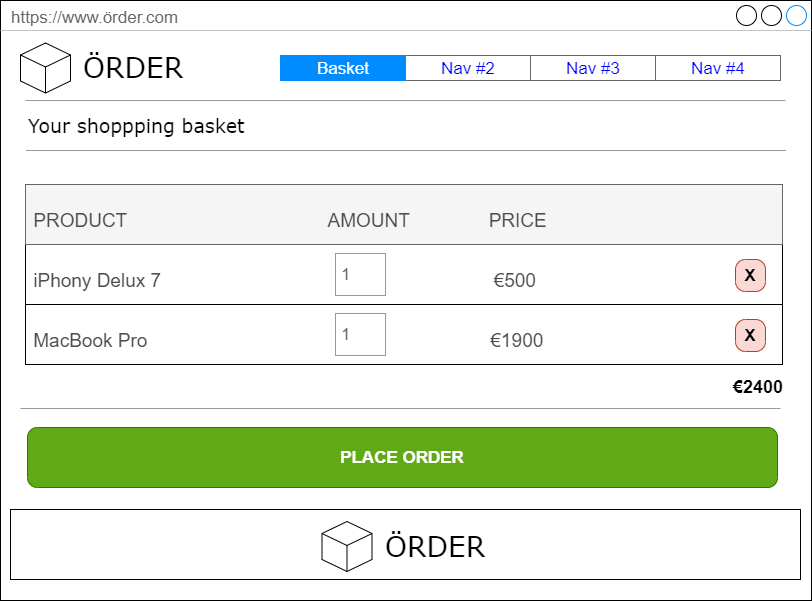 https://www.örder.com
ÖRDER
Basket Nav #2 Nav #3 Nav #4
Your shoppping basket
PRODUCT AMOUNT PRICE
iPhony Delux 7 1 €500 X
MacBook Pro 1 €1900 X
€2400
PLACE ORDER
ÖRDER